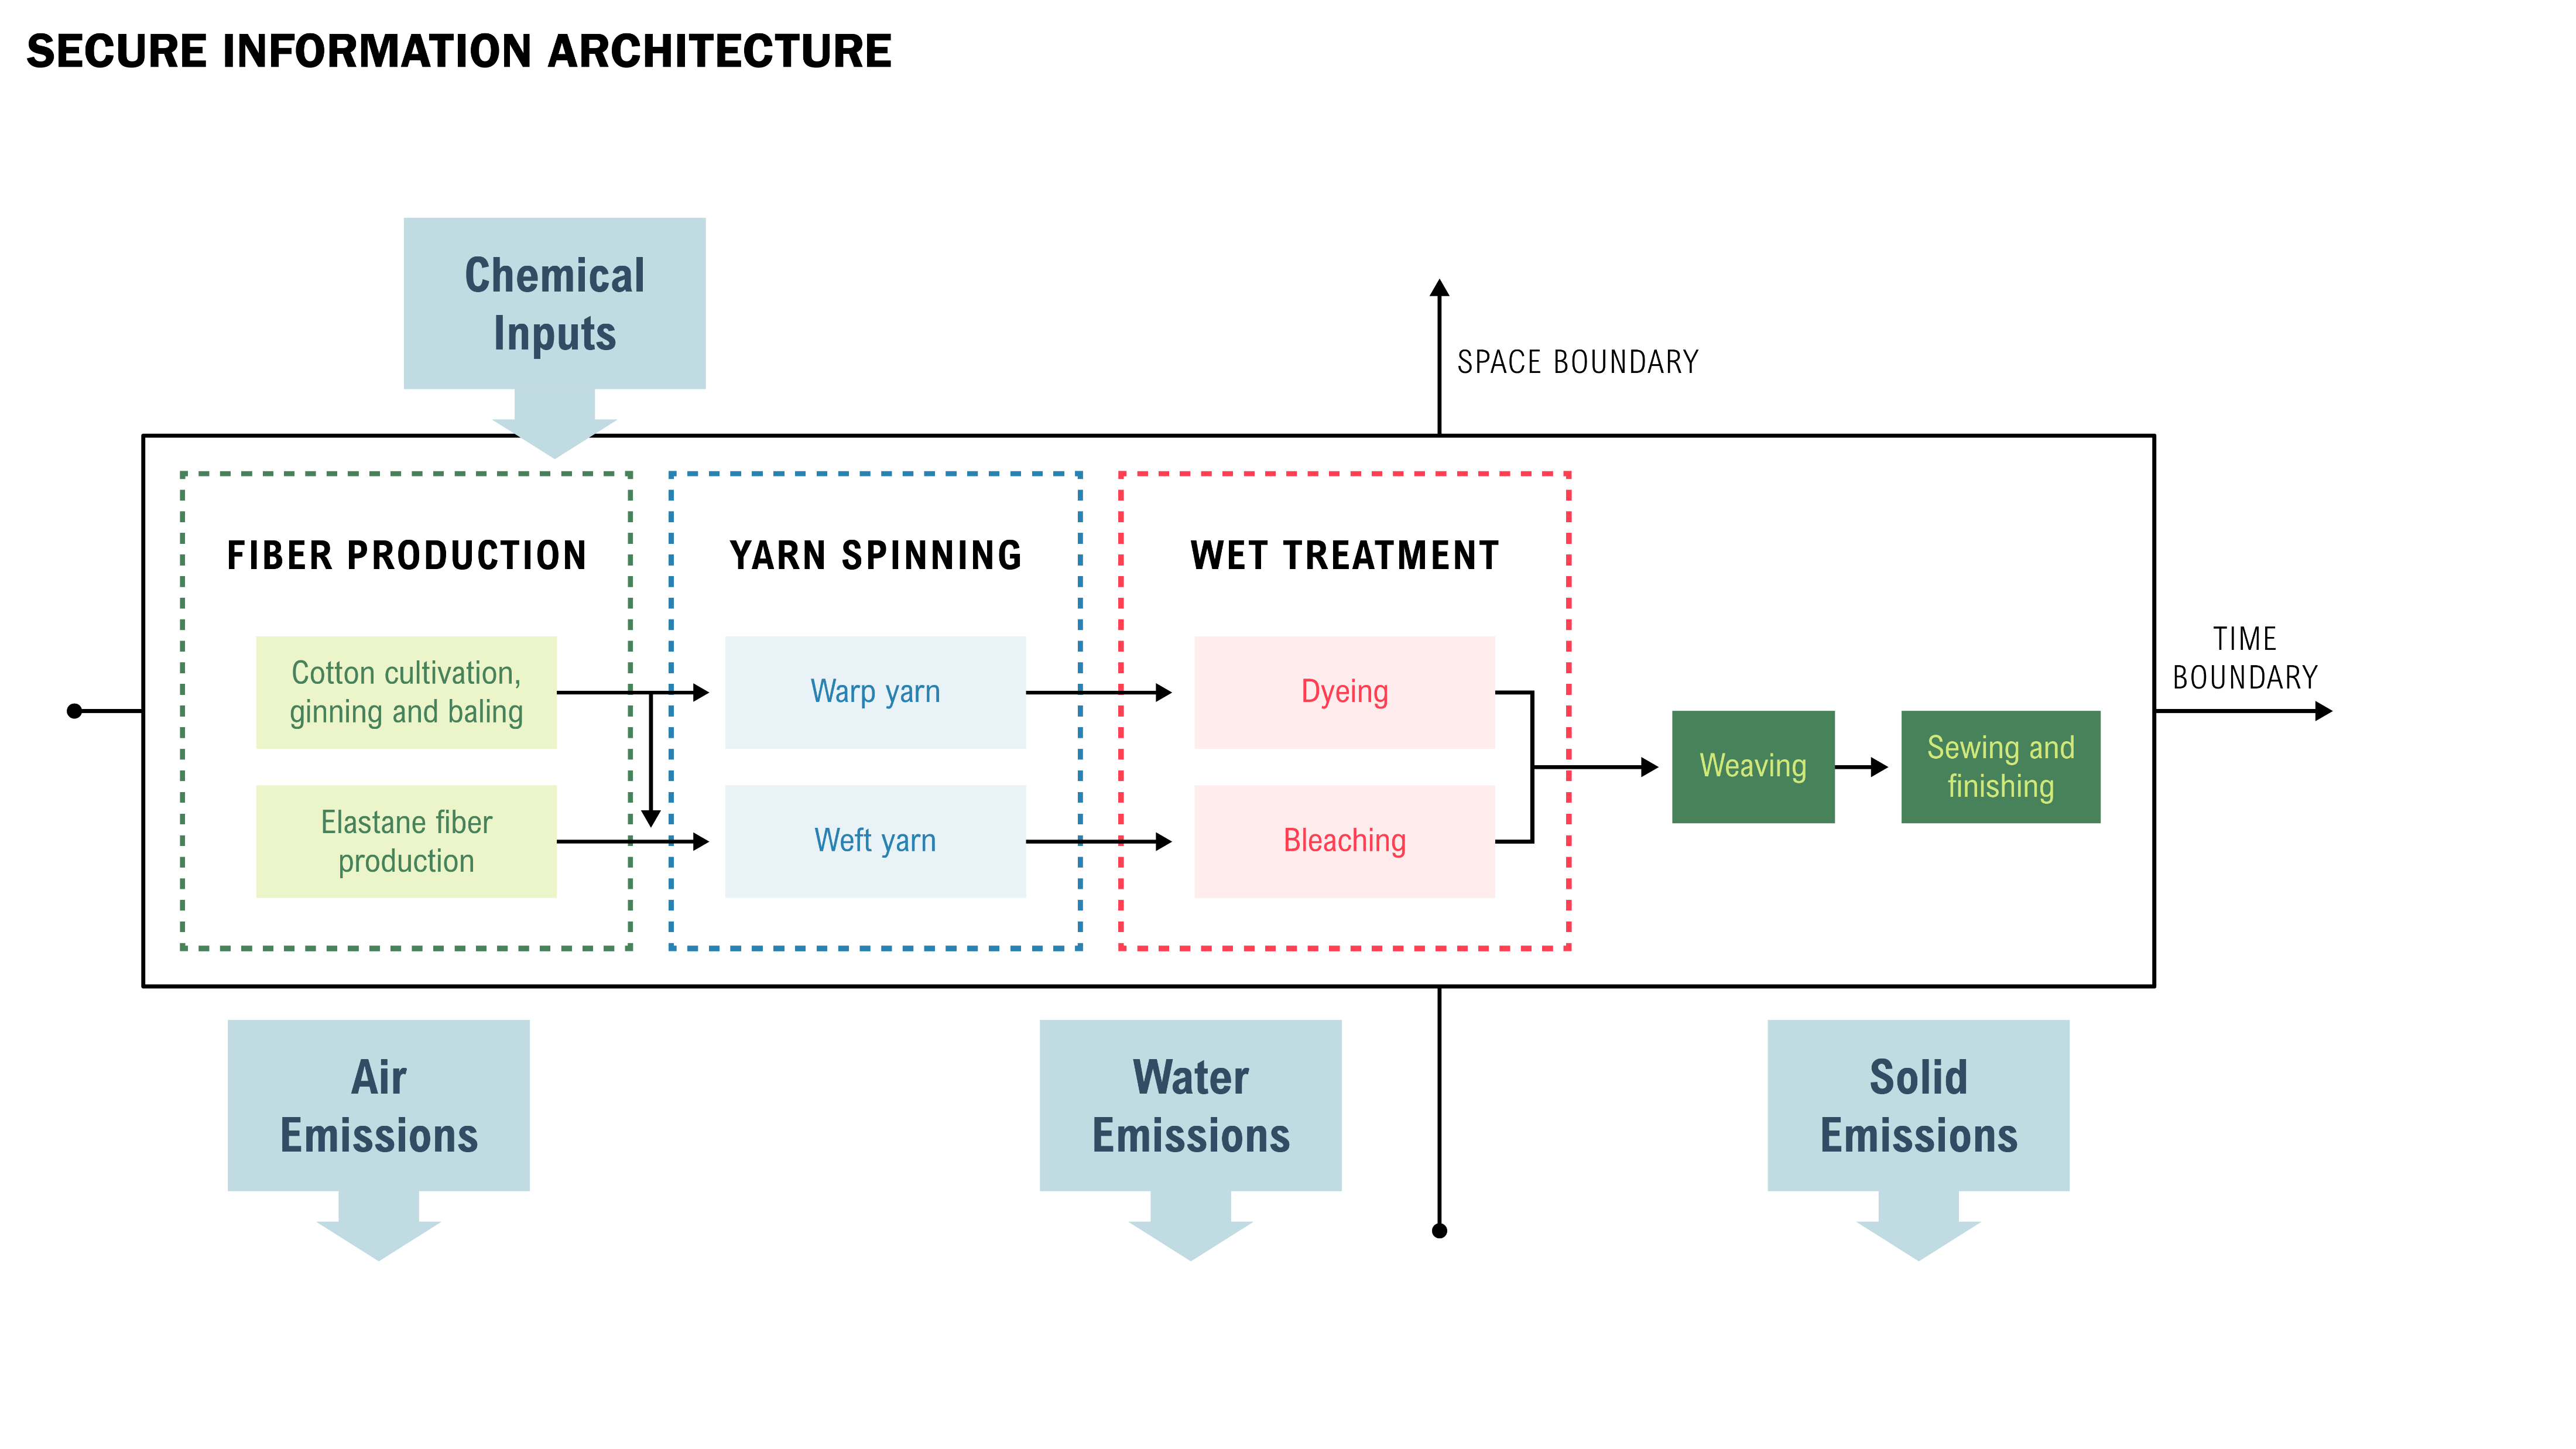 SECURE INFORMATION ARCHITECTURE
Chemical
Inputs
SPACE BOUNDARY
FIBER PRODUCTION
YARN SPINNING
WET TREATMENT
Cotton cultivation,
ginning and baling
Warp yarn
Dyeing
Elastane fiber
production
Weft yarn
Bleaching
Weaving
Sewing and
finishing
TIME
BOUNDARY
Air
Emissions
Water
Emissions
Solid
Emissions